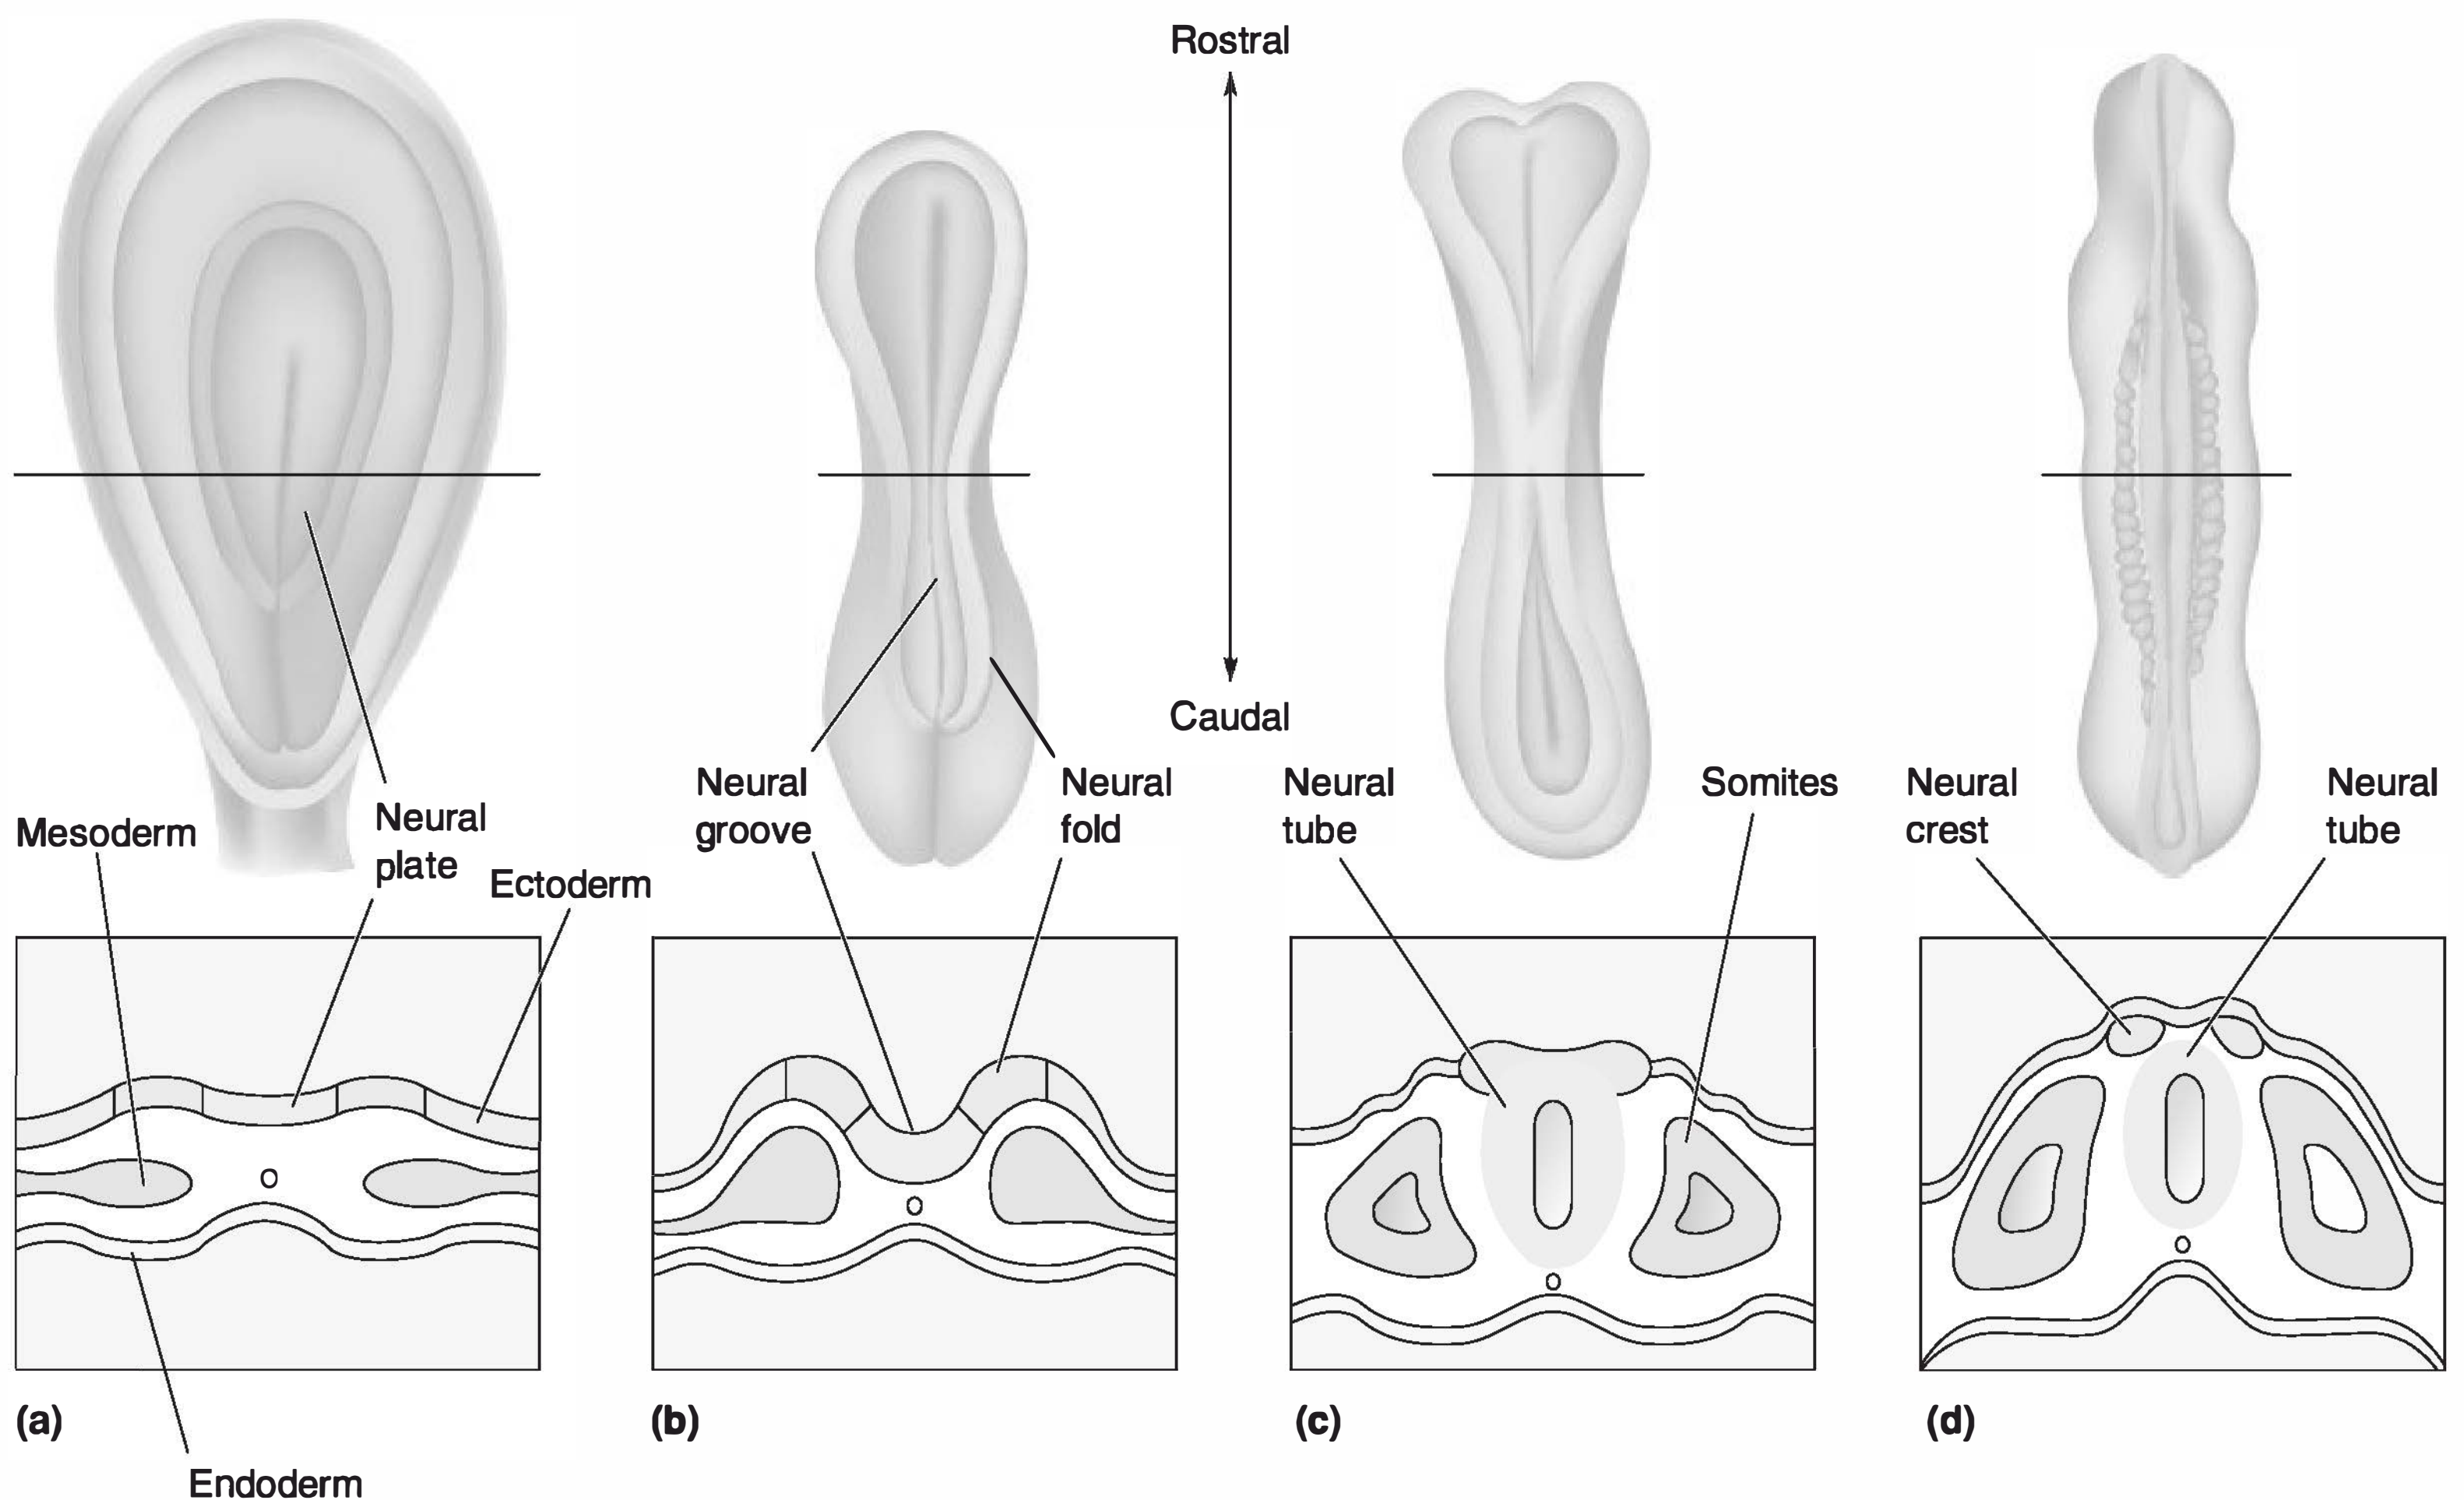 Rostral
Caudal
Mesoderm
Neural
plate
Ectoderm
Neural
groove
Neural
fold
Neural
tube
Somites
Neural
crest
Neural
tube
(a)
(b)
(c)
(d)
Endoderm